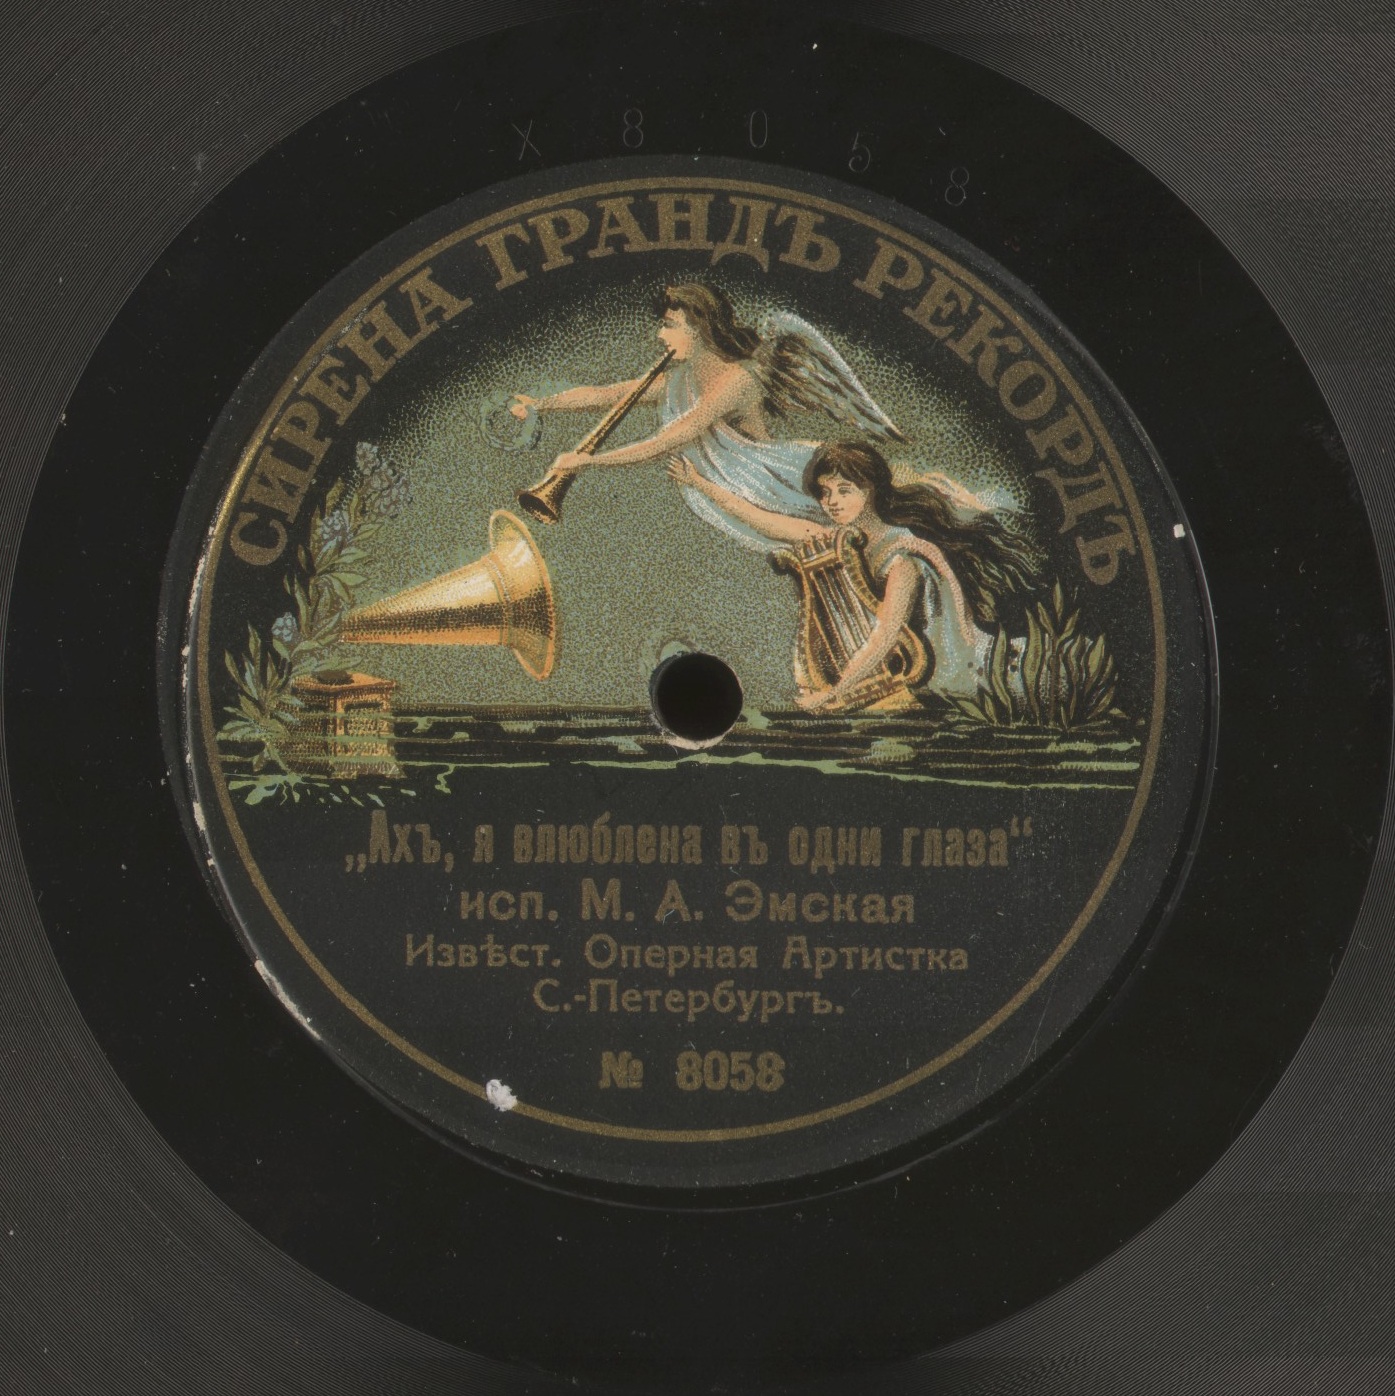 X 8 0 5 8
СИРЕНА ГРАНДЪ РЕКОРДЪ
„Ахъ, я влюблена въ одни глаза“
исп. М. А. Эмская
Извѣст. Оперная Артистка
С.-Петербургъ.
№ 8058